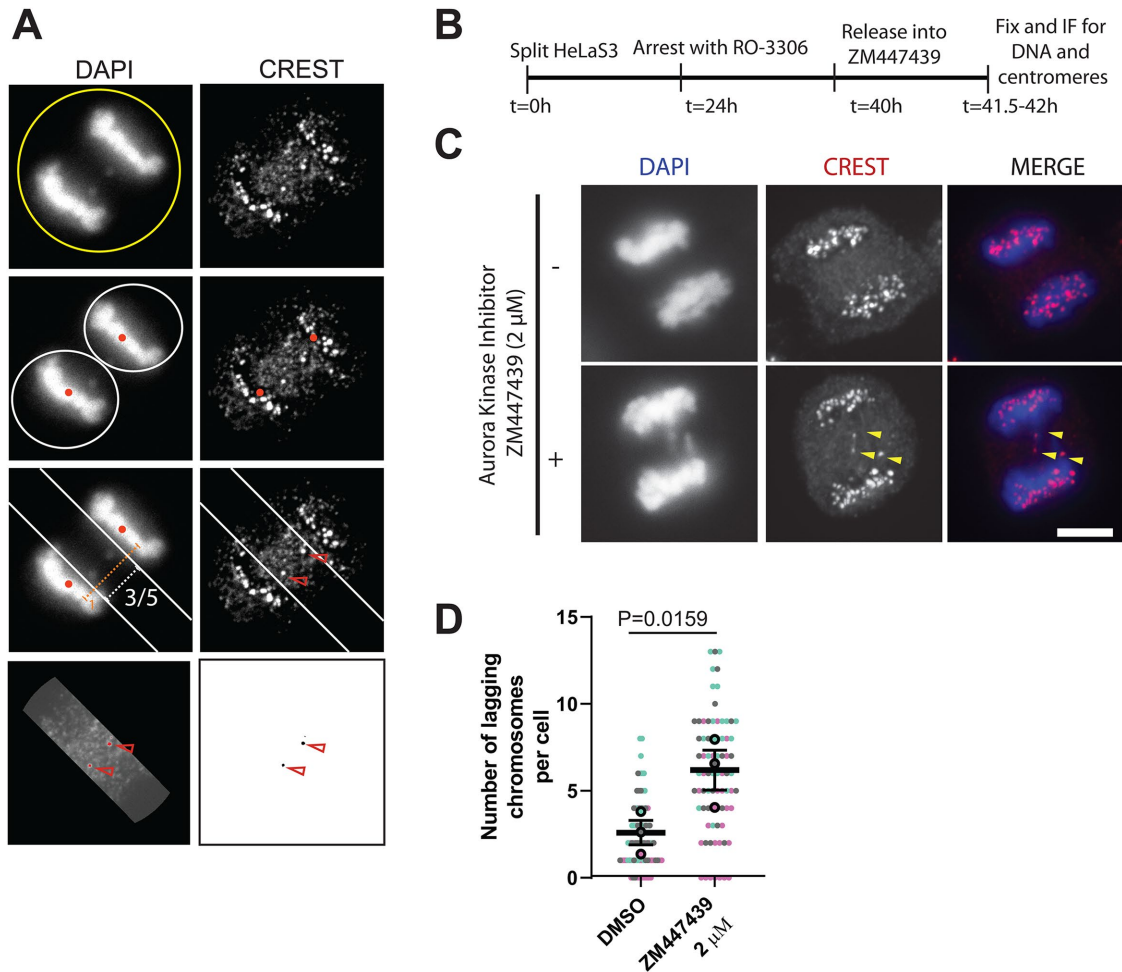 A
DAPI
CREST
3/5
B
Split HeLaS3
Arrest with RO-3306
Release into
ZM447439
Fix and IF for
DNA and
centromeres
t=0h
t=24h
t=40h
t=41.5-42h
C
DAPI
CREST
MERGE
Aurora Kinase Inhibitor
ZM447439 (2 μM)
-
+
D
P=0.0159
Number of lagging
chromosomes
per cell
15
10
5
0
DMSO
ZM447439
2 μM